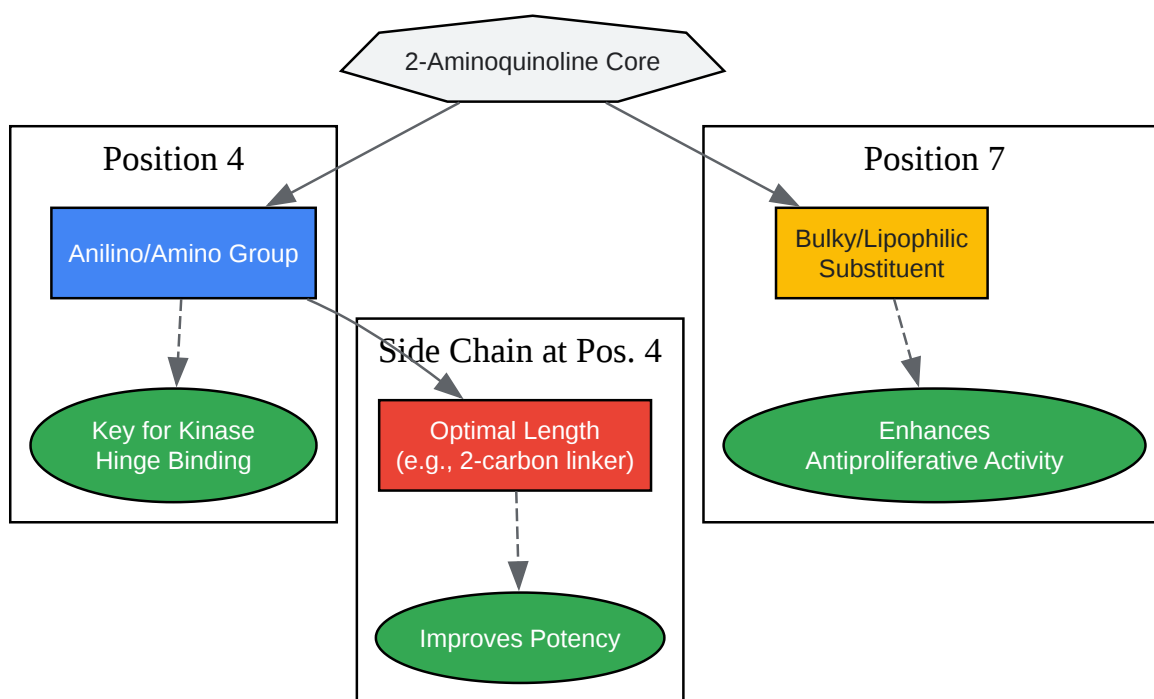 2-Aminoquinoline Core
Position 4
Anilino/Amino Group
Key for Kinase
Hinge Binding
Side Chain at Pos. 4
Optimal Length
(e.g., 2-carbon linker)
Improves Potency
Position 7
Bulky/Lipophilic
Substituent
Enhances
Antiproliferative Activity